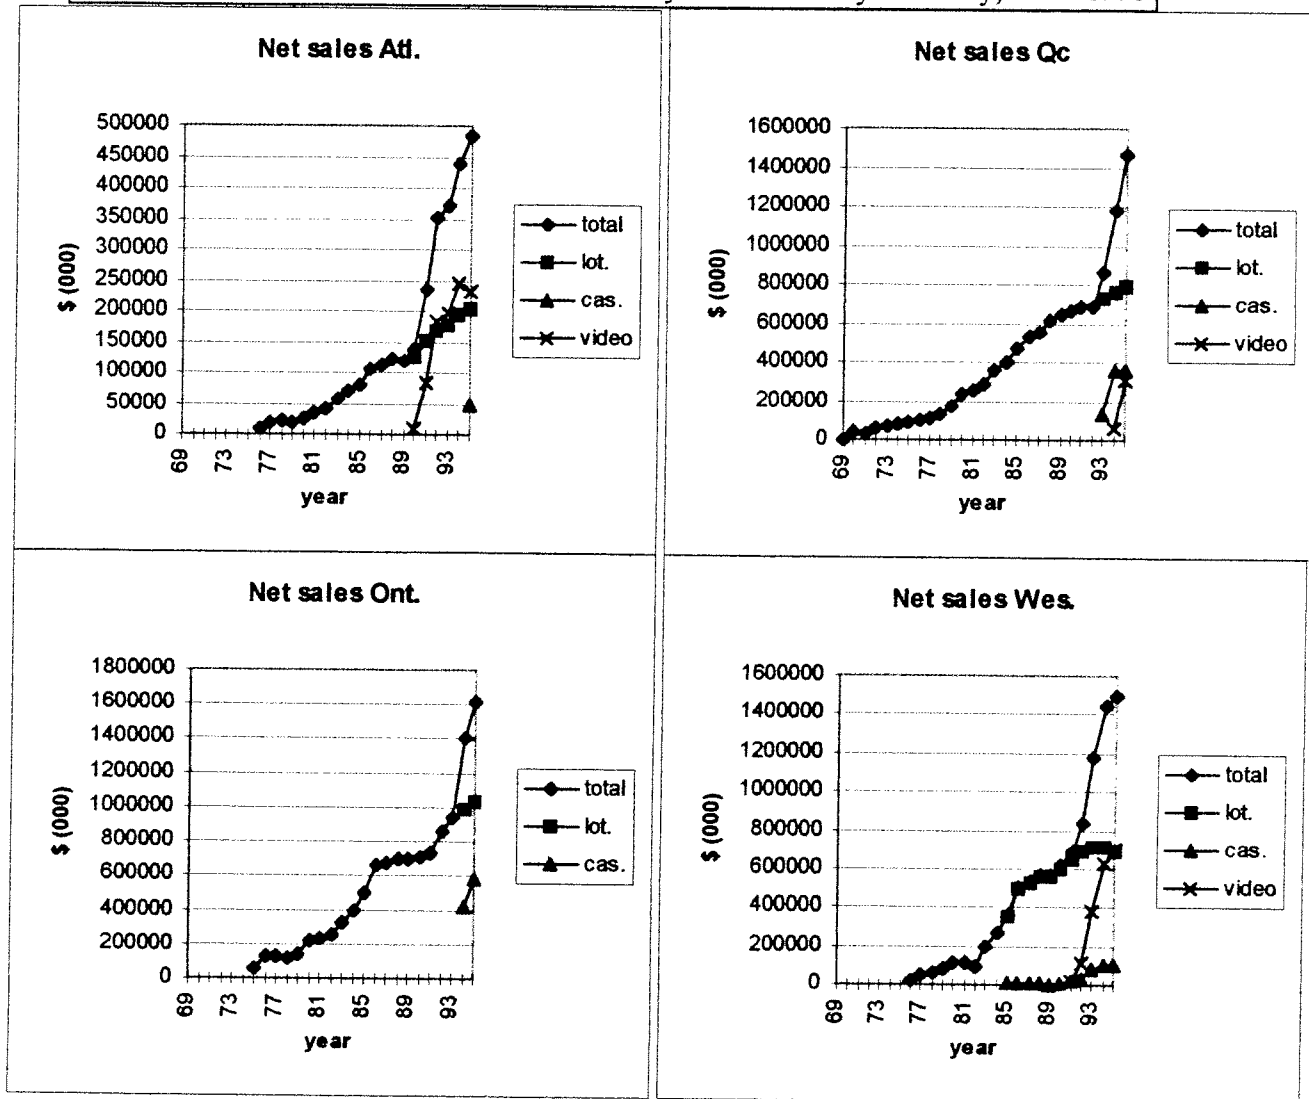 Net sales Atl.
500000
450000
400000
350000
300000
250000
200000
150000
100000
50000
0
$ (000)
69 73 77 81 85 89 93
year
total
lot.
cas.
video
Net sales Qc
1600000
1400000
1200000
1000000
800000
600000
400000
200000
0
$ (000)
69 73 77 81 85 89 93
year
total
lot.
cas.
video
Net sales Ont.
1800000
1600000
1400000
1200000
1000000
800000
600000
400000
200000
0
$ (000)
69 73 77 81 85 89 93
year
total
lot.
cas.
Net sales Wes.
1600000
1400000
1200000
1000000
800000
600000
400000
200000
0
$ (000)
69 73 77 81 85 89 93
year
total
lot.
cas.
video